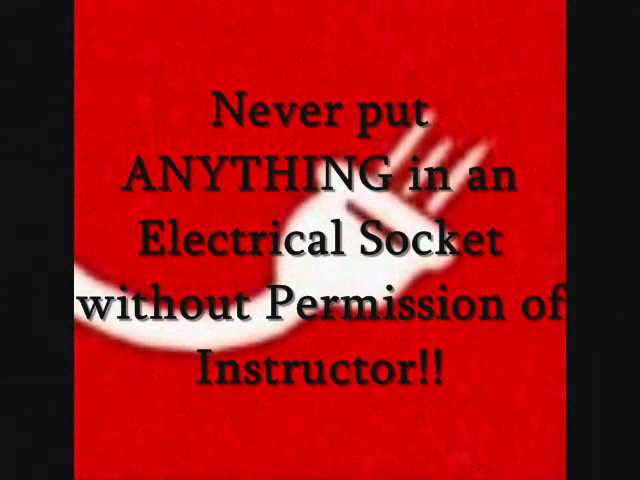 Never put
ANYTHING in an
Electrical Socket
without Permission of
Instructor!!